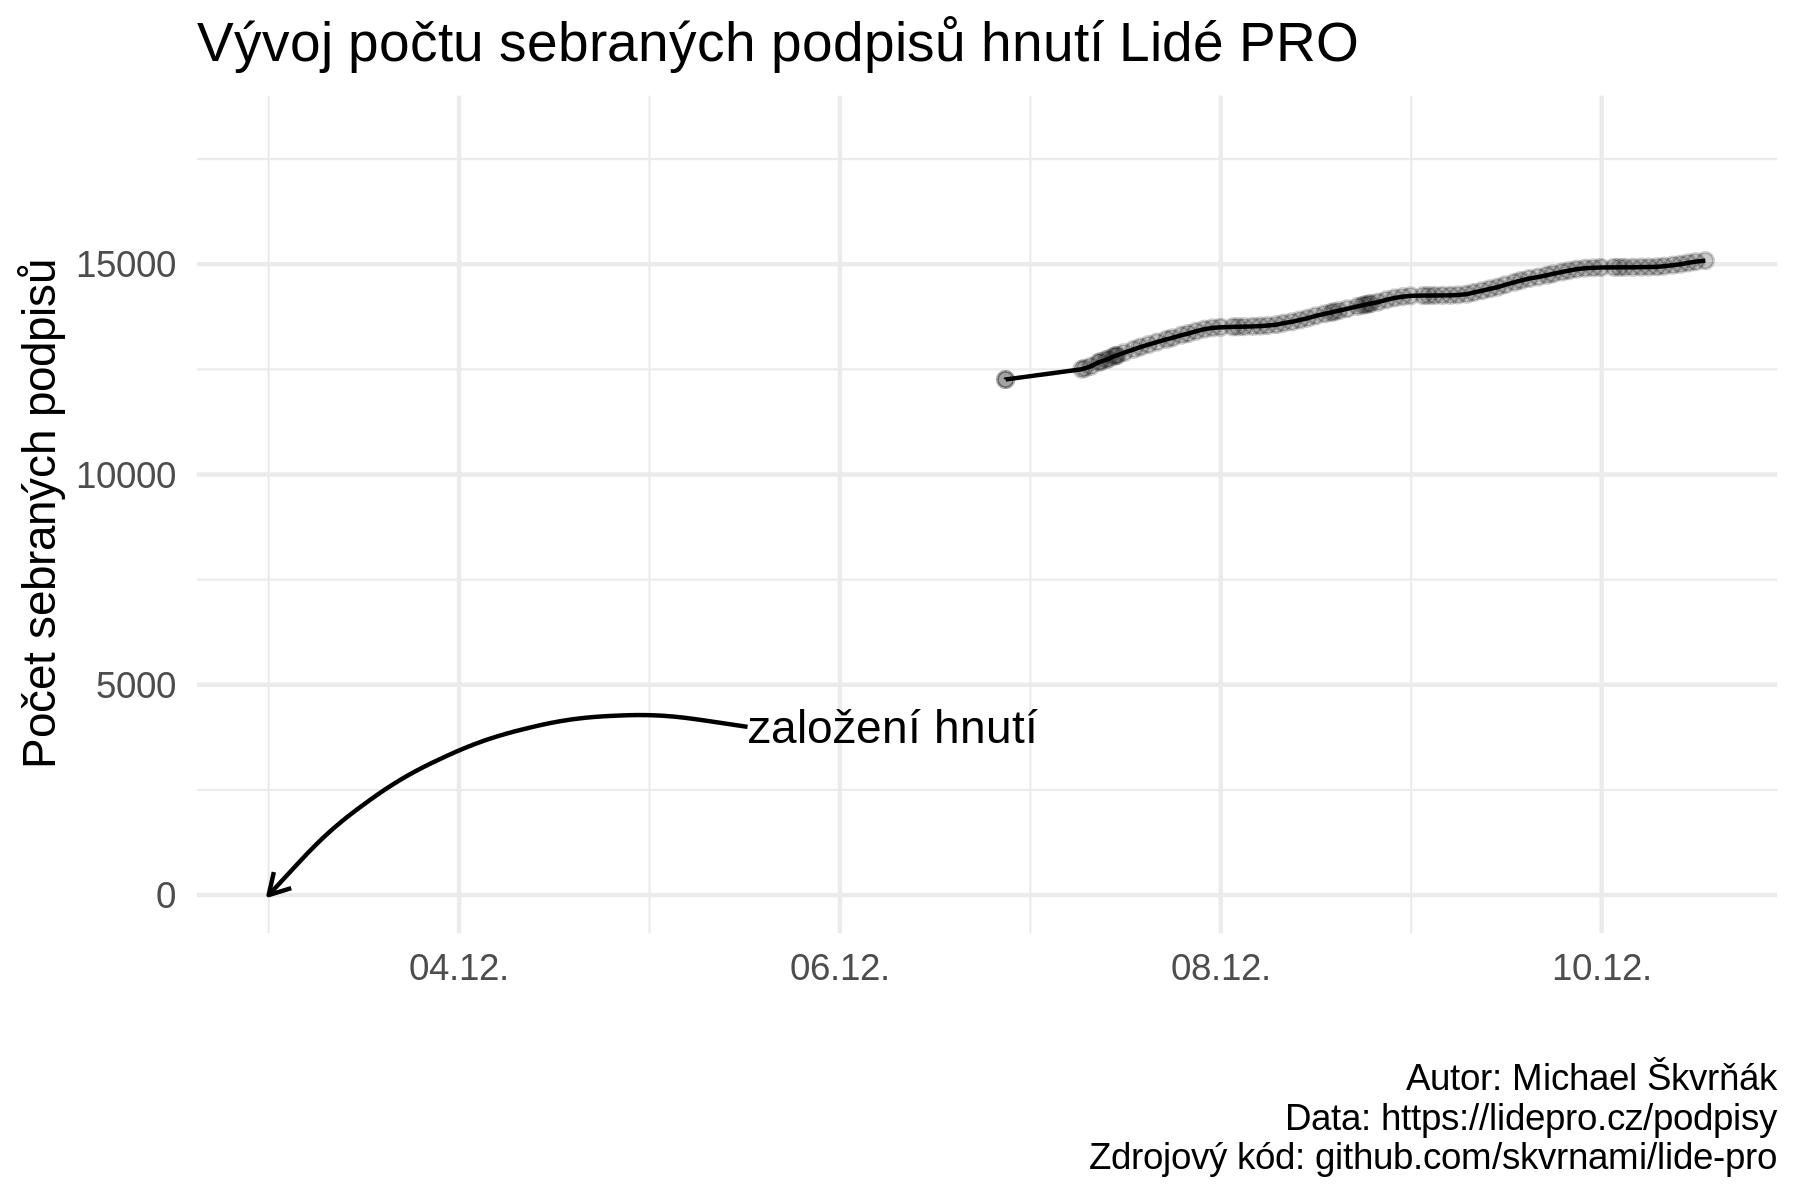 Vývoj počtu sebraných podpisů hnutí Lidé PRO
Počet sebraných podpisů
15000
10000
5000
0
založení hnutí
04.12.
06.12.
08.12.
10.12.
Autor: Michael Škvrňák
Data: https://lidepro.cz/podpisy
Zdrojový kód: github.com/skvrnami/lide-pro